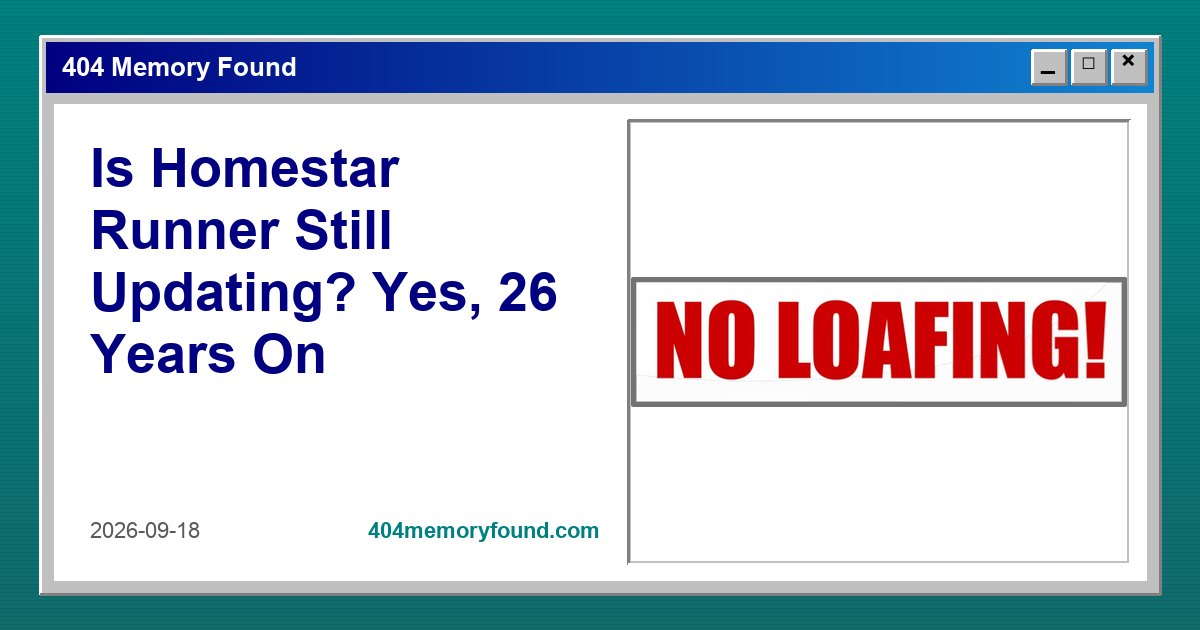 404 Memory Found
Is Homestar
Runner Still
Updating? Yes, 26
Years On
NO LOAFING!
2026-09-18
404memoryfound.com